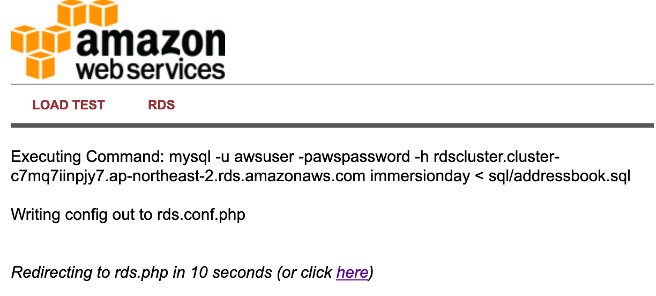 amazon
web services
LOAD TEST RDS
Executing Command: mysql -u awsuser -pawspassword -h rdscluster.cluster-
c7mq7iinpjy7.ap-northeast-2.rds.amazonaws.com immersionday < sql/addressbook.sql
Writing config out to rds.conf.php
Redirecting to rds.php in 10 seconds (or click here)